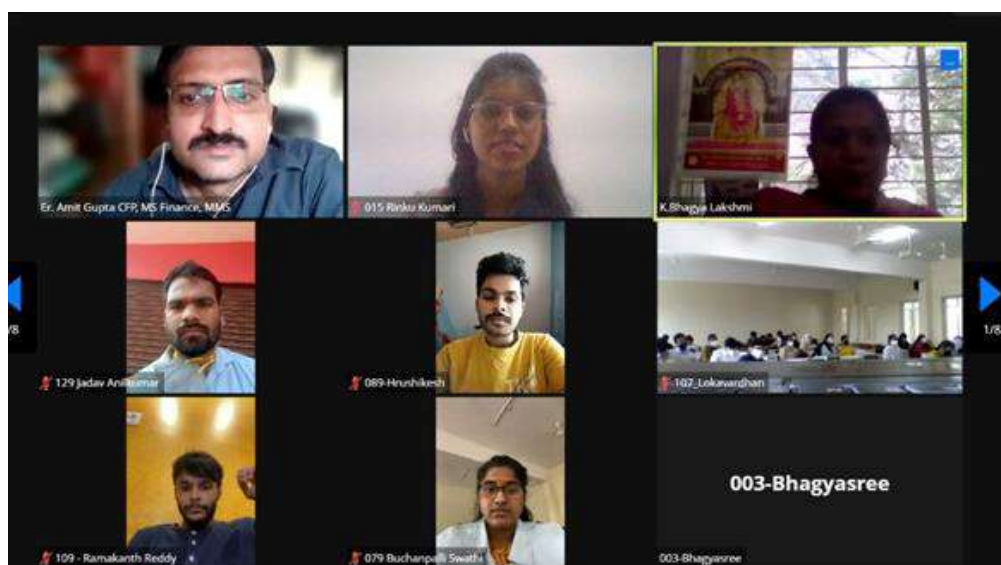 Er. Amit Gupta CFP, MS Finance, MMS
015 Rinku Kumari
K.Bhagya Lakshmi
129 Jadav Anilkumar
089-Hrushikesh
107_Lokavardhan
/8
1/8
109 - Ramakanth Reddy
079 Buchanpalli Swathi
003-Bhagyasree
003-Bhagyasree